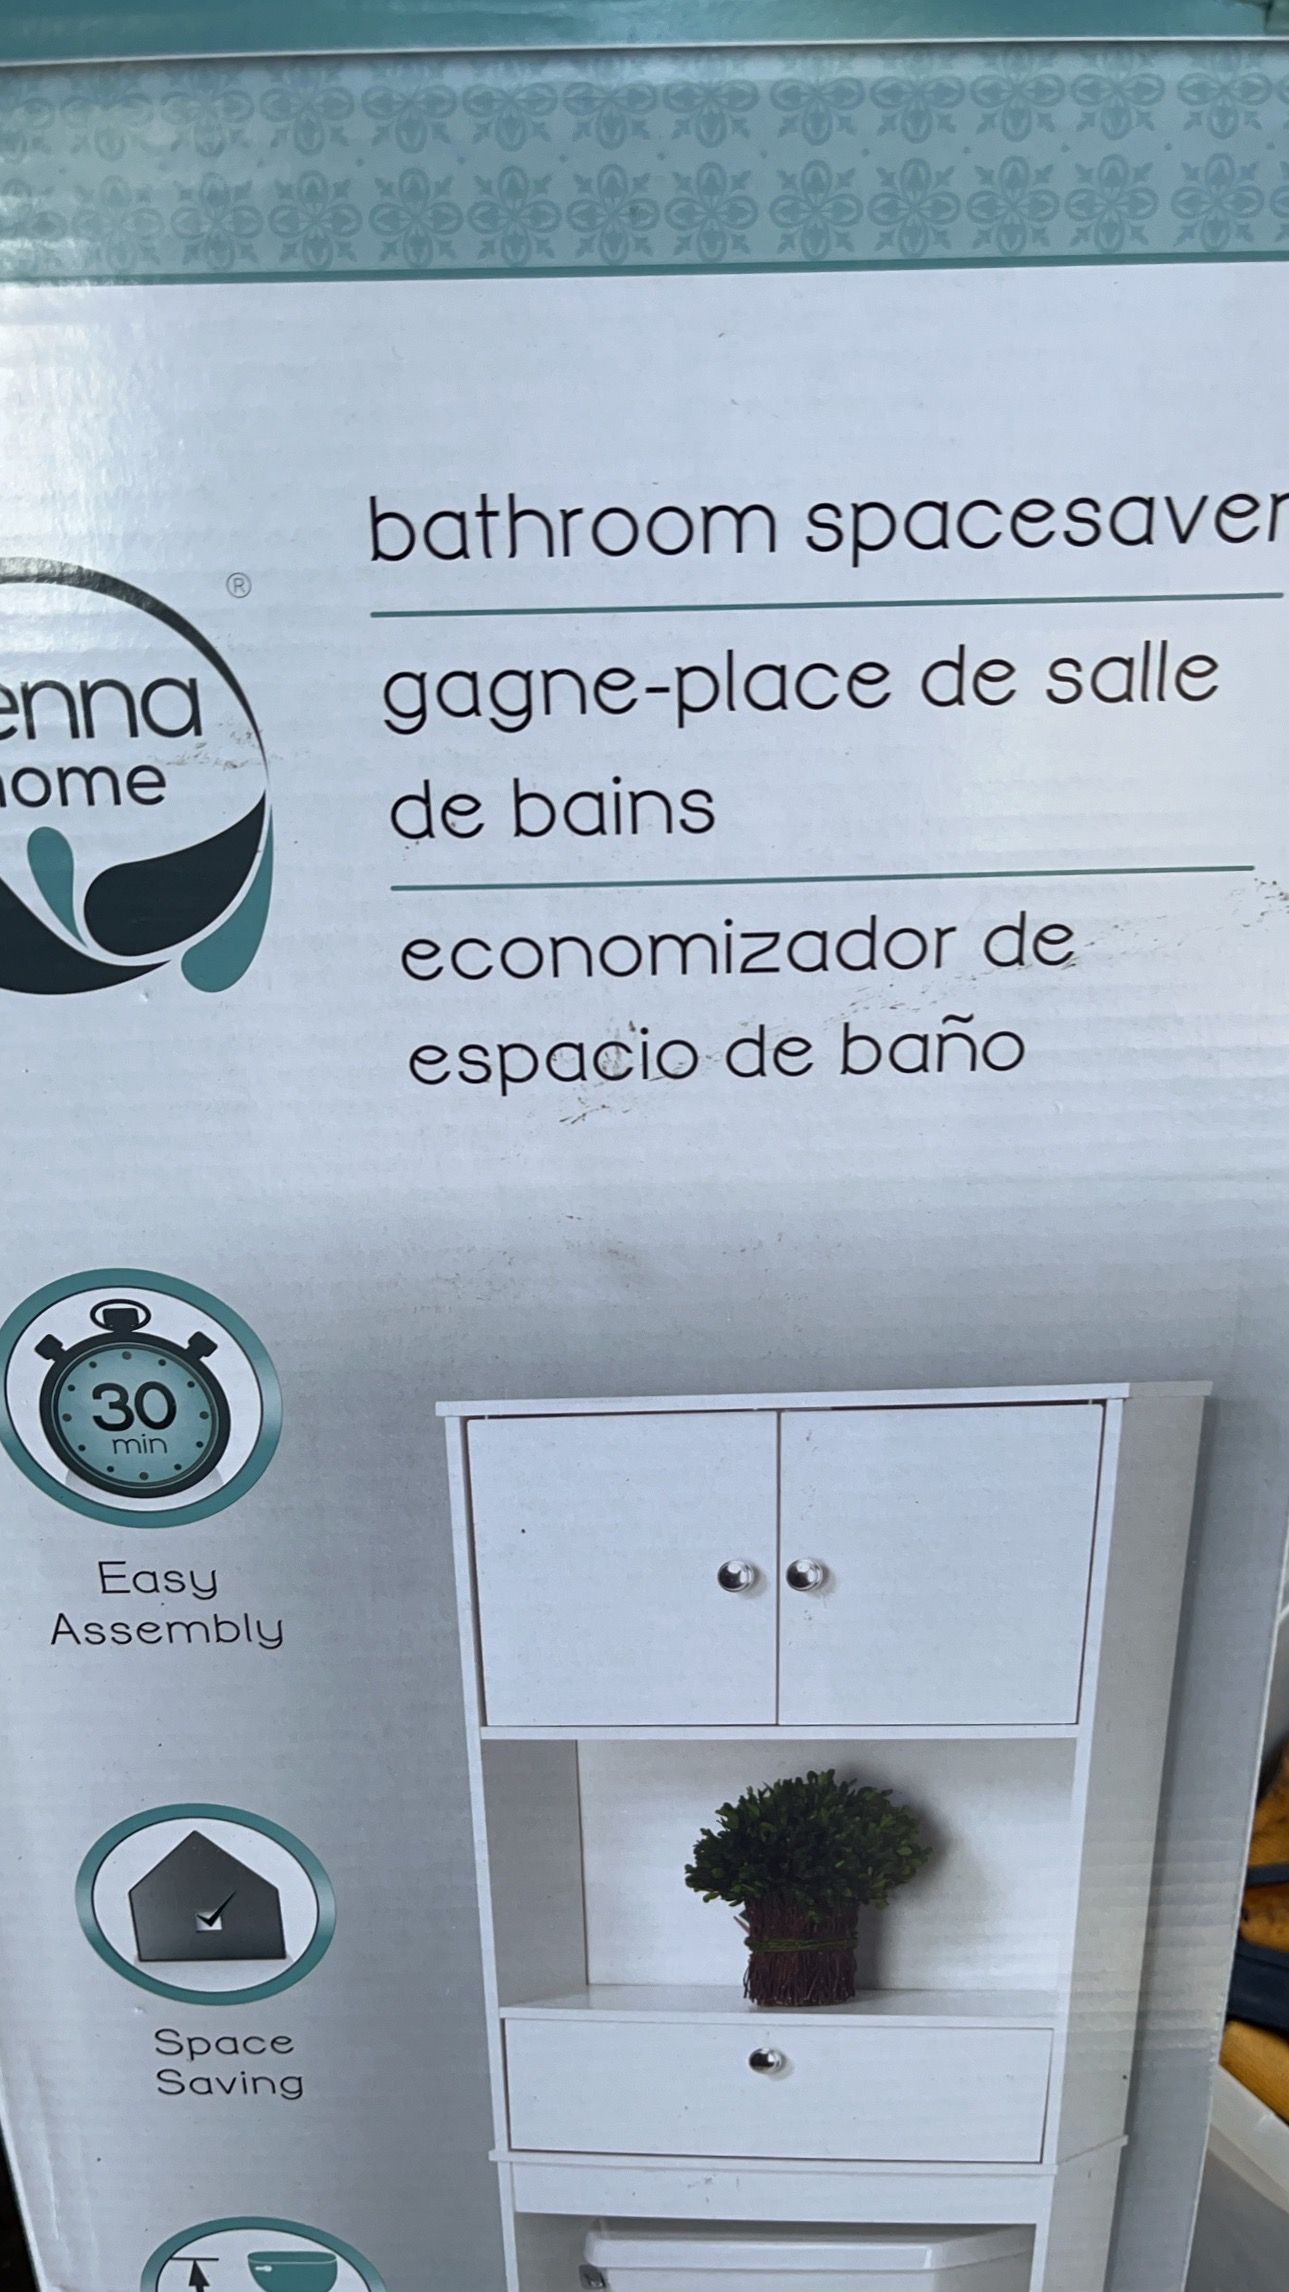 bathroom spacesaver
gagne-place de salle
de bains
economizador de
espacio de baño
®
enna
home
30
min
Easy
Assembly
Space
Saving